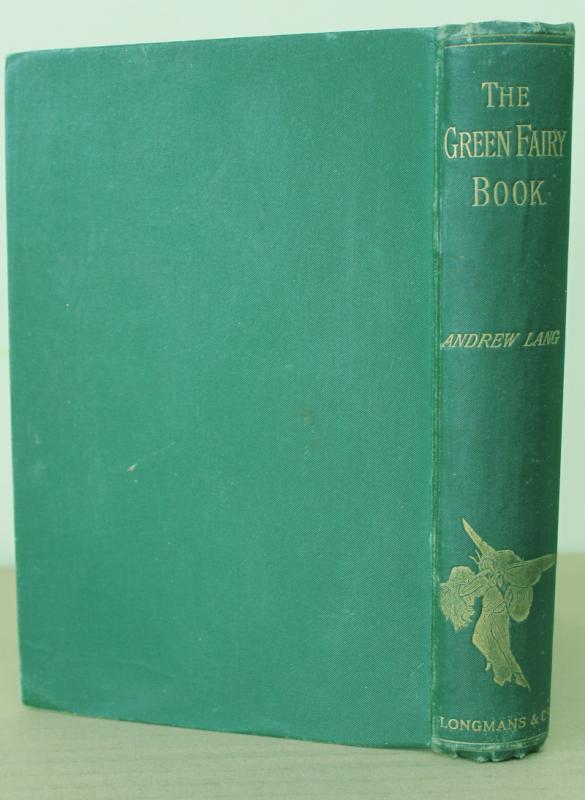 THE
GREEN FAIRY
BOOK
ANDREW LANG
LONGMANS & Co